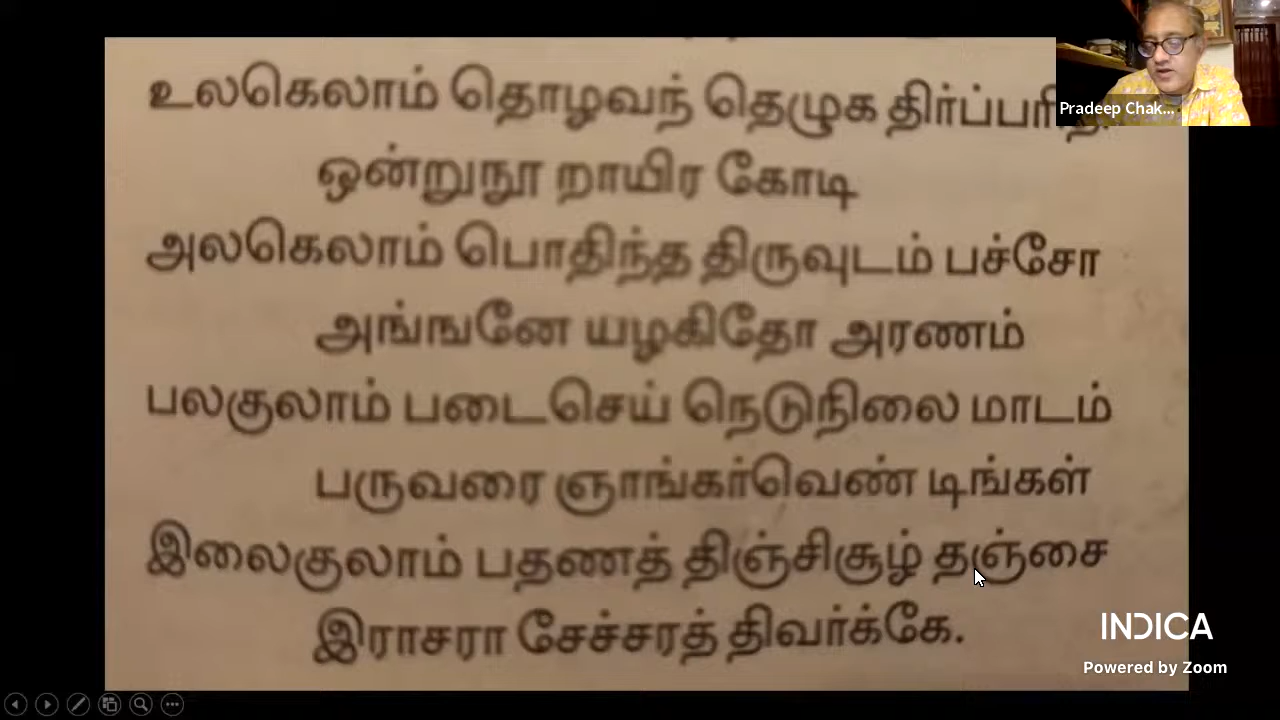 உலகெலாம் தொழவந் தெழுக திர்ப்பரிதி
ஒன்றுநூ றாயிர கோடி
அலகெலாம் பொதிந்த திருவுடம் பச்சோ
அங்ஙனே யழகிதோ அரணம்
பலகுலாம் படைசெய் நெடுநிலை மாடம்
பருவரை ஞாங்கர்வெண் டிங்கள்
இலைகுலாம் பதணத் திஞ்சிசூழ் தஞ்சை
இராசரா சேச்சரத் திவர்க்கே.
Pradeep Chak...
INDICA
Powered by Zoom